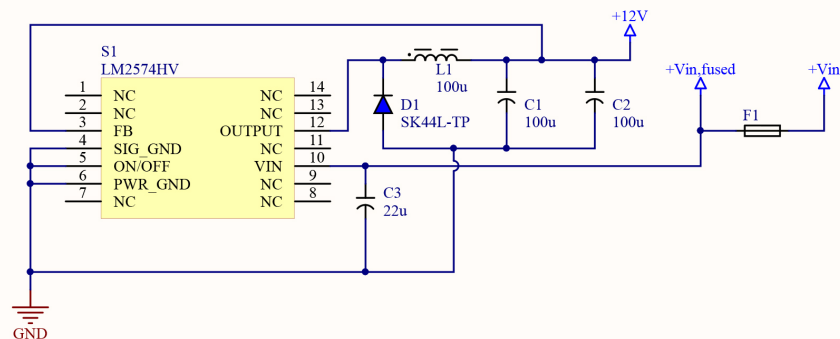 +12V
S1
LM2574HV
+Vin,fused
+Vin
L1
100u
F1
1 NC NC 14
2 NC NC 13
3 FB OUTPUT 12
4 SIG_GND NC 11
5 ON/OFF VIN 10
6 PWR_GND NC 9
7 NC NC 8
D1
SK44L-TP
C1
100u
C2
100u
C3
22u
GND